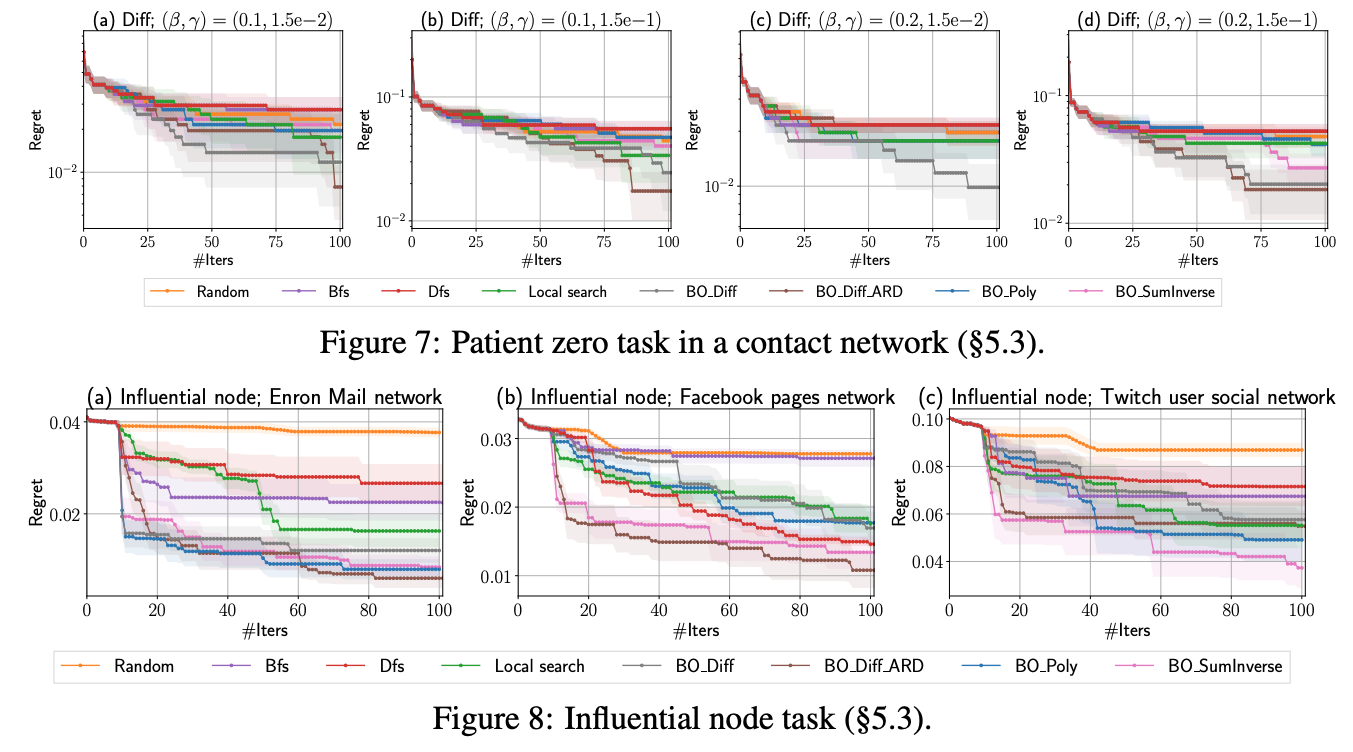 (a) Diff; (β, γ) = (0.1, 1.5e−2)
(b) Diff; (β, γ) = (0.1, 1.5e−1)
(c) Diff; (β, γ) = (0.2, 1.5e−2)
(d) Diff; (β, γ) = (0.2, 1.5e−1)
Regret
10⁻²
0 25 50 75 100
#Iters
Regret
10⁻¹
10⁻²
0 25 50 75 100
#Iters
Regret
10⁻²
0 25 50 75 100
#Iters
Regret
10⁻¹
10⁻²
0 25 50 75 100
#Iters
Random Bfs Dfs Local search BO_Diff BO_Diff_ARD BO_Poly BO_SumInverse
Figure 7: Patient zero task in a contact network (§5.3).
(a) Influential node; Enron Mail network
(b) Influential node; Facebook pages network
(c) Influential node; Twitch user social network
Regret
0.04
0.02
0 20 40 60 80 100
#Iters
Regret
0.03
0.02
0.01
0 20 40 60 80 100
#Iters
Regret
0.10
0.08
0.06
0.04
0 20 40 60 80 100
#Iters
Random Bfs Dfs Local search BO_Diff BO_Diff_ARD BO_Poly BO_SumInverse
Figure 8: Influential node task (§5.3).